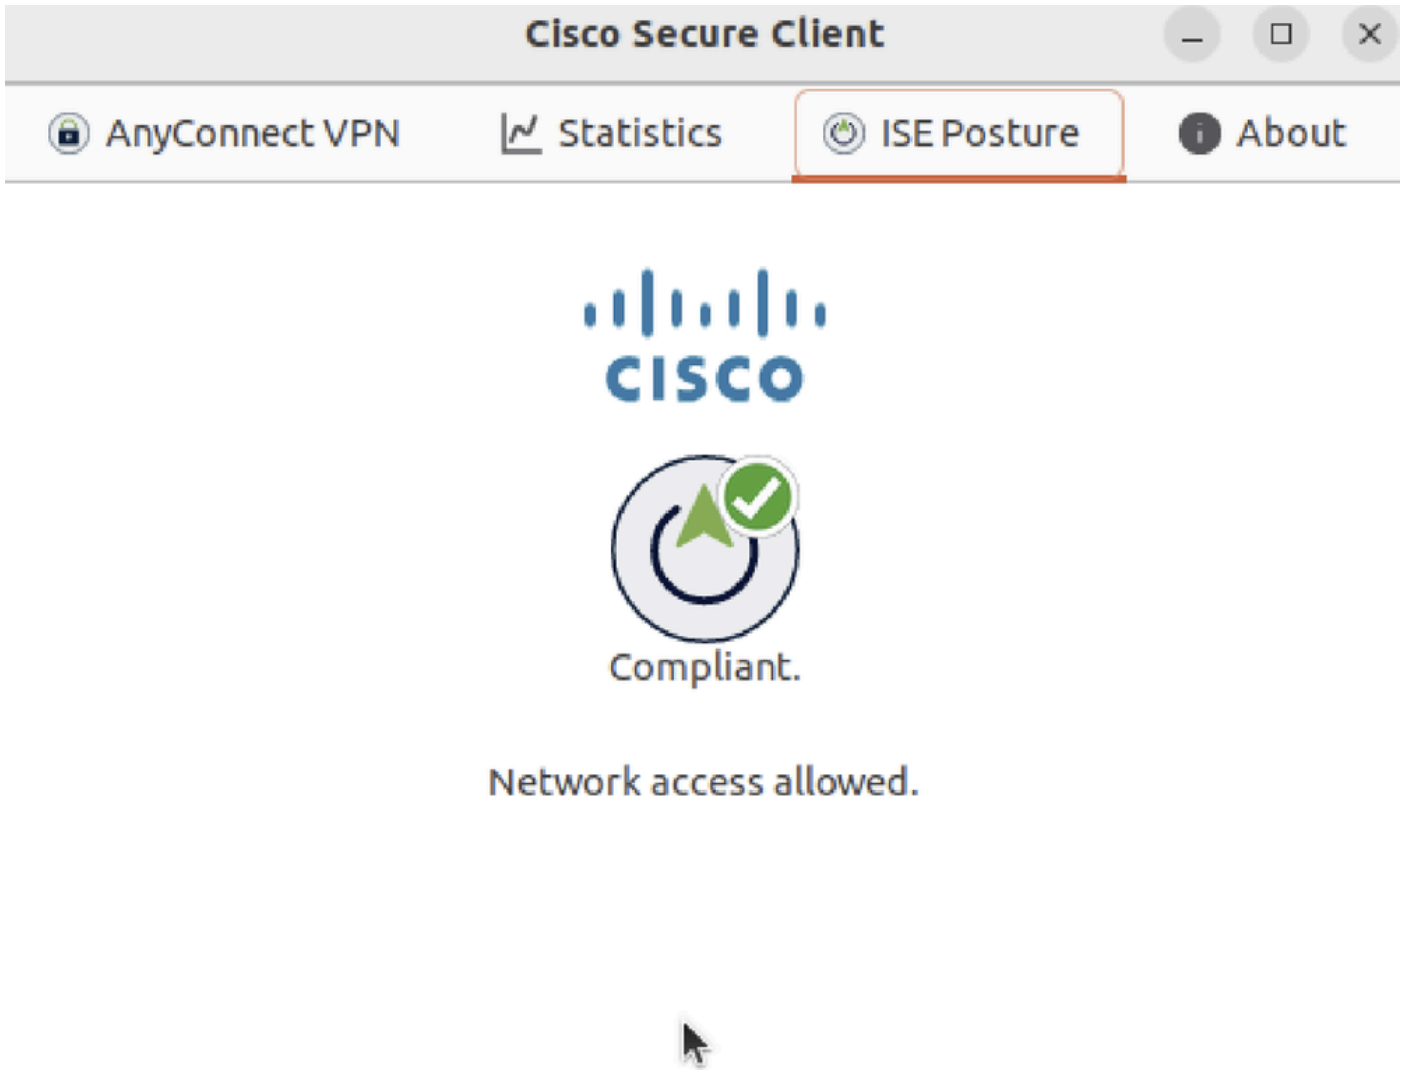 Cisco Secure Client
AnyConnect VPN Statistics ISE Posture About
CISCO
Compliant.
Network access allowed.